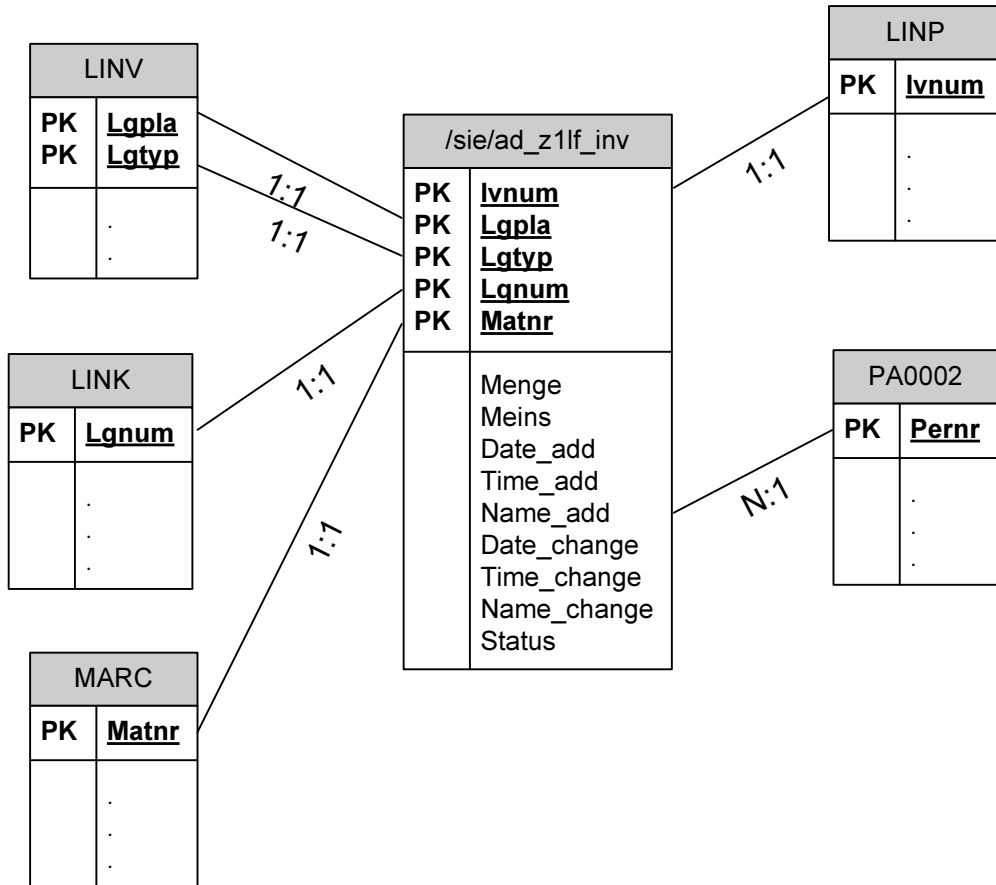 LINV
PK Lgpla
PK Lgtyp
.
.
1:1
1:1
LINK
PK Lgnum
.
.
.
1:1
MARC
PK Matnr
.
.
.
1:1
/sie/ad_z1lf_inv
PK Ivnum
PK Lgpla
PK Lgtyp
PK Lqnum
PK Matnr
Menge
Meins
Date_add
Time_add
Name_add
Date_change
Time_change
Name_change
Status
LINP
PK Ivnum
.
.
.
1:1
PA0002
PK Pernr
.
.
.
N:1